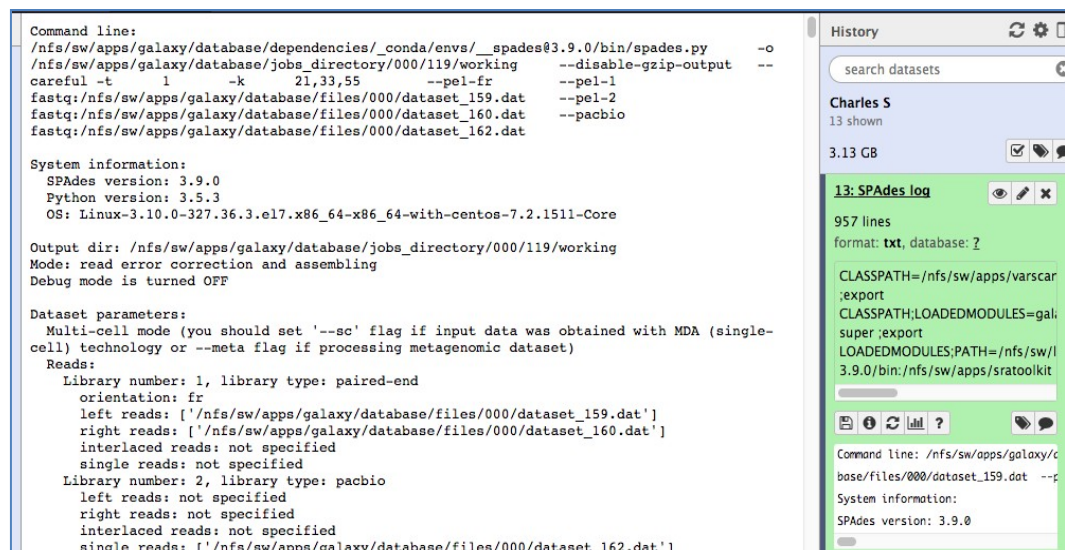 Command line:
/nfs/sw/apps/galaxy/database/dependencies/_conda/envs/__spades@3.9.0/bin/spades.py -o
/nfs/sw/apps/galaxy/database/jobs_directory/000/119/working --disable-gzip-output --
careful -t 1 -k 21,33,55 --pe1-fr --pe1-1
fastq:/nfs/sw/apps/galaxy/database/files/000/dataset_159.dat --pe1-2
fastq:/nfs/sw/apps/galaxy/database/files/000/dataset_160.dat --pacbio
fastq:/nfs/sw/apps/galaxy/database/files/000/dataset_162.dat
System information:
SPAdes version: 3.9.0
Python version: 3.5.3
OS: Linux-3.10.0-327.36.3.el7.x86_64-x86_64-with-centos-7.2.1511-Core
Output dir: /nfs/sw/apps/galaxy/database/jobs_directory/000/119/working
Mode: read error correction and assembling
Debug mode is turned OFF
Dataset parameters:
Multi-cell mode (you should set '--sc' flag if input data was obtained with MDA (single-
cell) technology or --meta flag if processing metagenomic dataset)
Reads:
Library number: 1, library type: paired-end
orientation: fr
left reads: ['/nfs/sw/apps/galaxy/database/files/000/dataset_159.dat']
right reads: ['/nfs/sw/apps/galaxy/database/files/000/dataset_160.dat']
interlaced reads: not specified
single reads: not specified
Library number: 2, library type: pacbio
left reads: not specified
right reads: not specified
interlaced reads: not specified
single reads: ['/nfs/sw/apps/galaxy/database/files/000/dataset_162.dat']
History
search datasets
Charles S
13 shown
3.13 GB
13: SPAdes log
957 lines
format: txt, database: ?
CLASSPATH=/nfs/sw/apps/varscan
;export
CLASSPATH;LOADEDMODULES=gal
super ;export
LOADEDMODULES;PATH=/nfs/sw/
3.9.0/bin:/nfs/sw/apps/sratoolkit
Command line: /nfs/sw/apps/galaxy/
base/files/000/dataset_159.dat
System information:
SPAdes version: 3.9.0